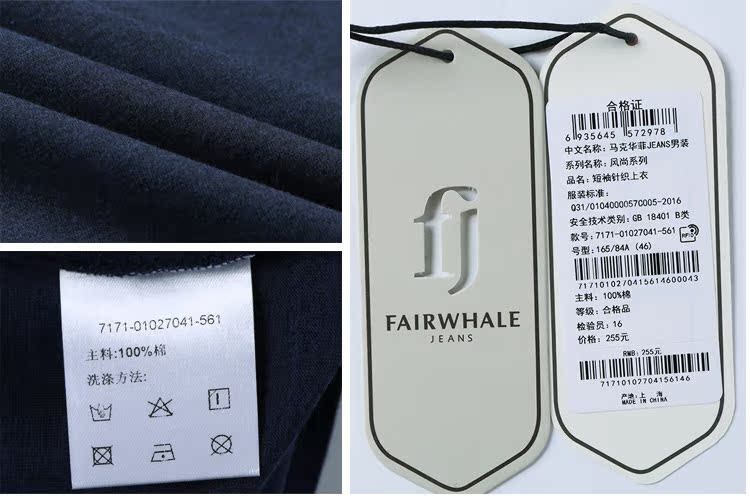 7171-01027041-561
主料:100%棉
洗涤方法:
fj
FAIRWHALE
JEANS
合格证
6 935645 572978
中文名称: 马克华菲JEANS男装
系列名称: 风尚系列
品名: 短袖针织上衣
服装标准:
Q31/0104000057C005-2016
安全技术类别: GB 18401 B类
款号: 7171-01027041-561
RFID
号型: 165/84A (46)
7171010270415614600043
主料: 100%棉
等级: 合格品
检验员: 16
价格: 255元
RMB: 255元
71710102704156146
产地:上 海
MADE IN CHINA